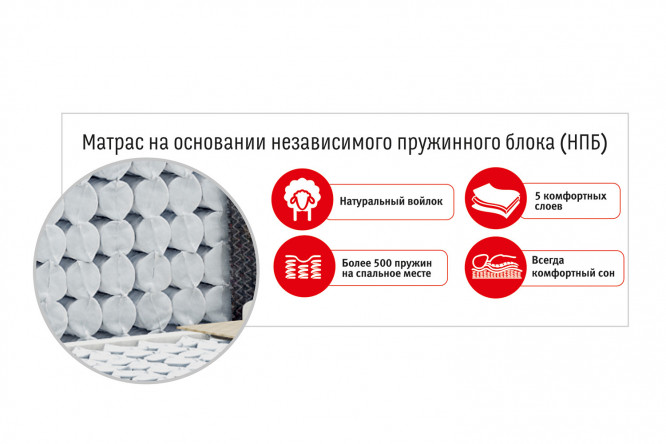 Матрас на основании независимого пружинного блока (НПБ)
Натуральный войлок
5 комфортных
слоев
Более 500 пружин
на спальное месте
Всегда
комфортный сон